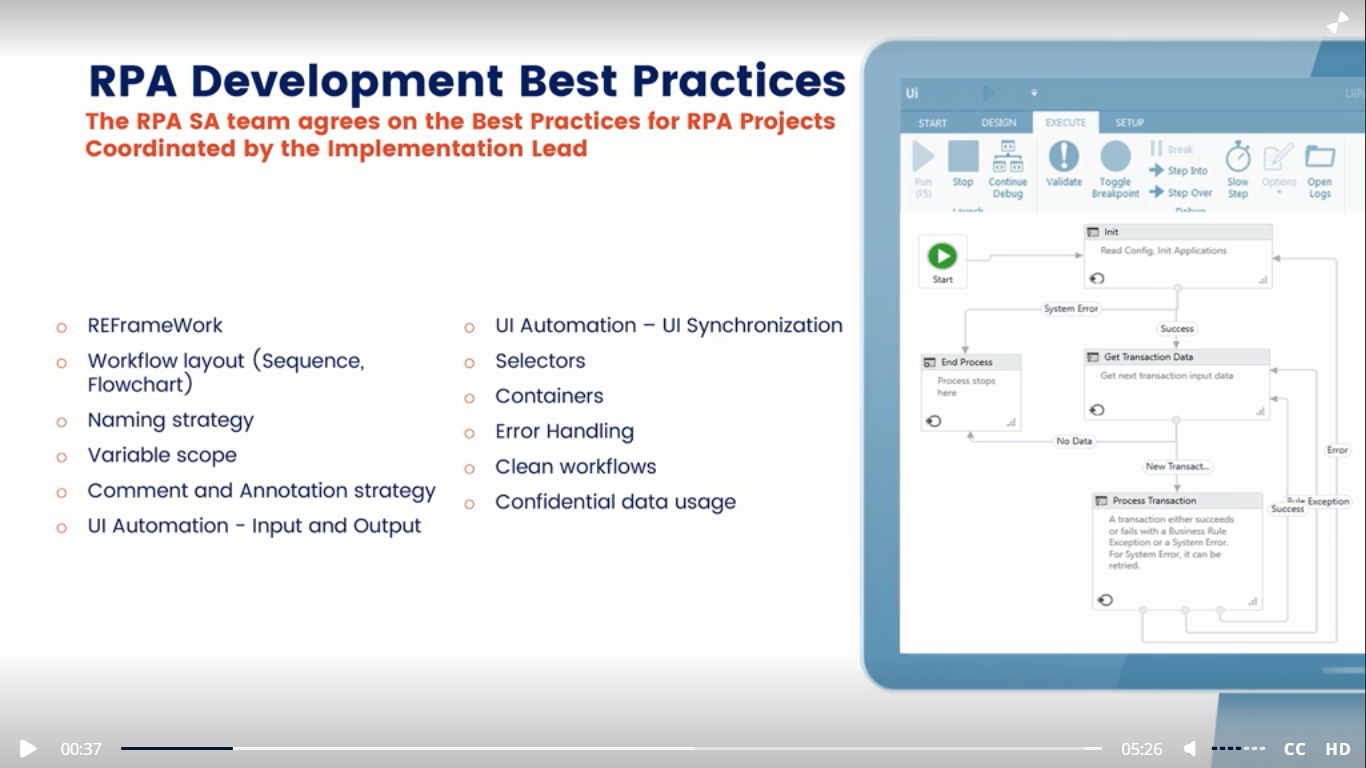 RPA Development Best Practices
The RPA SA team agrees on the Best Practices for RPA Projects
Coordinated by the Implementation Lead
REFrameWork
Workflow layout (Sequence,
Flowchart)
Naming strategy
Variable scope
Comment and Annotation strategy
UI Automation - Input and Output
UI Automation – UI Synchronization
Selectors
Containers
Error Handling
Clean workflows
Confidential data usage
Ui
START DESIGN EXECUTE SETUP
Run
(F5)
Stop
Continue
Debug
Validate
Toggle
Breakpoint
Break
Step Into
Step Over
Slow
Step
Options
Open
Logs
Launch
Debug
Start
Init
Read Config, Init Applications
System Error
Success
End Process
Process stops
here
Get Transaction Data
Get next transaction input data
No Data
New Transact...
Error
Process Transaction
A transaction either succeeds
or fails with a Business Rule
Exception or a System Error.
For System Error, it can be
retried.
Rule Exception
Success
00:37
05:26
CC
HD